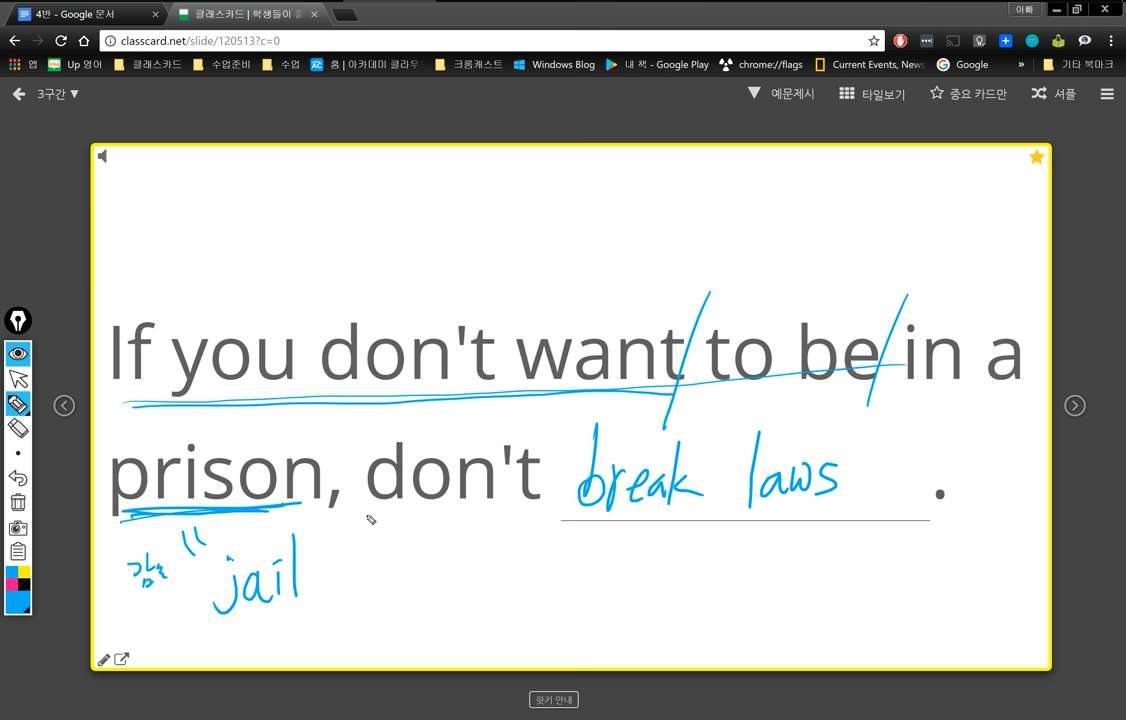 4반 - Google 문서
클래스카드 | 학생들이 좋
아빠
classcard.net/slide/120513?c=0
앱 Up 영어 클래스카드 수업준비 수업 홈 | 아카데미 클라우 크롬캐스트 Windows Blog 내 책 - Google Play chrome://flags Current Events, News Google » 기타 북마크
3구간 ▼ ▼ 예문제시 타일보기 중요 카드만 셔플
If you don't want to be in a
prison, don't break laws.
jail
핫키 안내